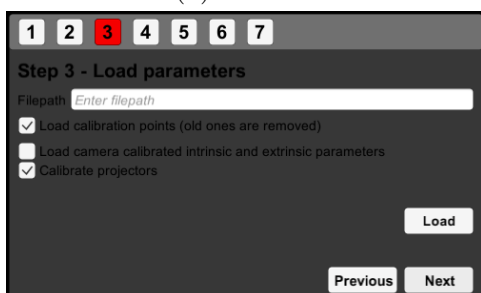 1 2 3 4 5 6 7
Step 3 - Load parameters
Filepath Enter filepath
Load calibration points (old ones are removed)
Load camera calibrated intrinsic and extrinsic parameters
Calibrate projectors
Load
Previous Next